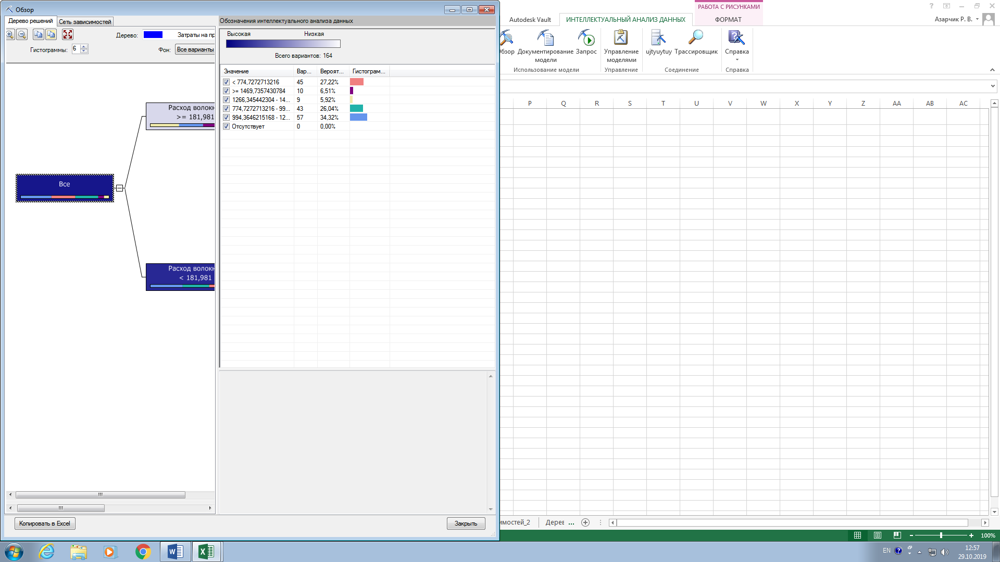 Обзор
Дерево решений
Сеть зависимостей
Дерево:
Затраты на пр
Гистограммы:
6
Фон:
Все варианты
Расход волокн
>= 181,981
Все
Расход волокн
< 181,981
Обозначения интеллектуального анализа данных
Высокая
Низкая
Всего вариантов: 164
Значение Вар... Вероят... Гистограм...
< 774,7272713216 45 27,22%
>= 1469,7357430784 10 6,51%
1266,345442304 - 14... 9 5,92%
774,7272713216 - 99... 43 26,04%
994,3646215168 - 12... 57 34,32%
Отсутствует 0 0,00%
Копировать в Excel
Закрыть
РАБОТА С РИСУНКАМИ
Autodesk Vault
ИНТЕЛЛЕКТУАЛЬНЫЙ АНАЛИЗ ДАННЫХ
ФОРМАТ
Азарчик Р. В.
бзор
Документирование модели
Запрос
Управление моделями
ujtyuytuy
Трассировщик
Справка
Использование модели
Управление
Соединение
Справка
P Q R S T U V W X Y Z AA AB AC
имостей_2
Дерев ...
100%
EN
12:57
29.10.2019